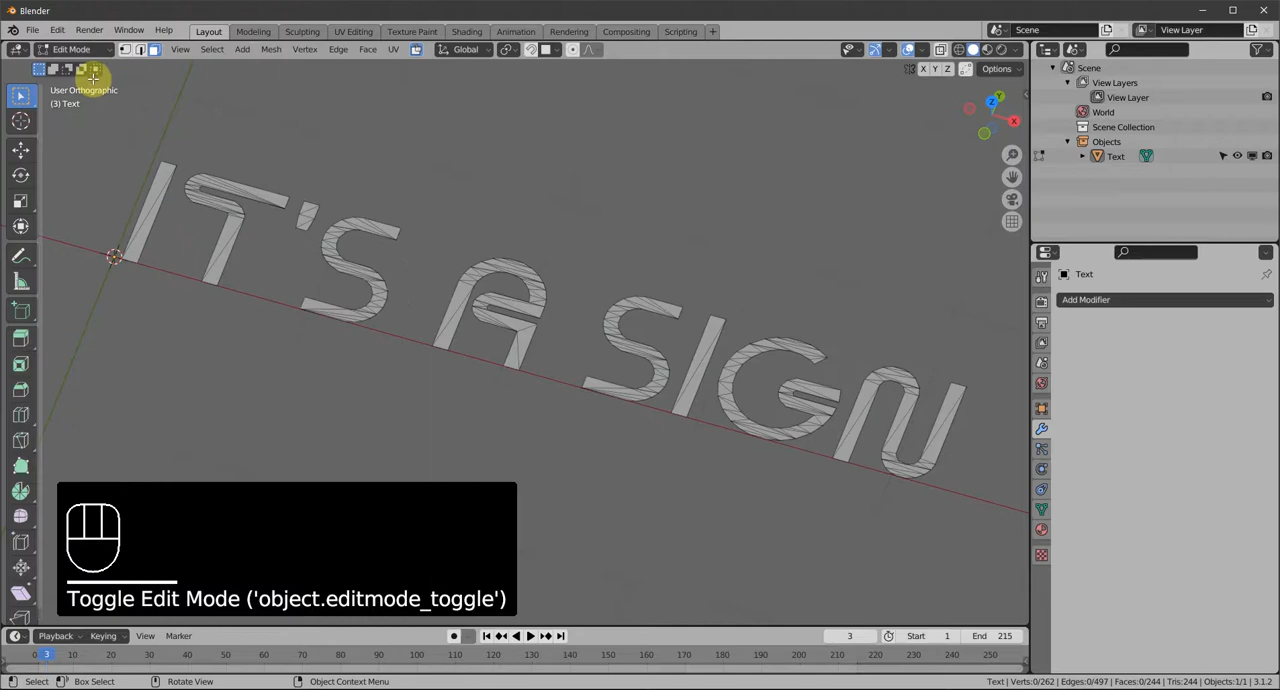 Blender
File Edit Render Window Help Layout Modeling Sculpting UV Editing Texture Paint Shading Animation Rendering Compositing Scripting + Scene View Layer
Edit Mode View Select Add Mesh Vertex Edge Face UV Global
X Y Z Options
User Orthographic
(3) Text
Scene
View Layers
View Layer
World
Scene Collection
Objects
Text
Z Y X
IT'S A SIGN
Text
Add Modifier
Toggle Edit Mode ('object.editmode_toggle')
Playback Keying View Marker 3 Start 1 End 215
0 3 10 20 30 40 50 60 70 80 90 100 110 120 130 140 150 160 170 180 190 200 210 220 230 240 250
Select Box Select Rotate View Object Context Menu Text | Verts:0/262 | Edges:0/497 | Faces:0/244 | Tris:244 | Objects:1/1 | 3.1.2